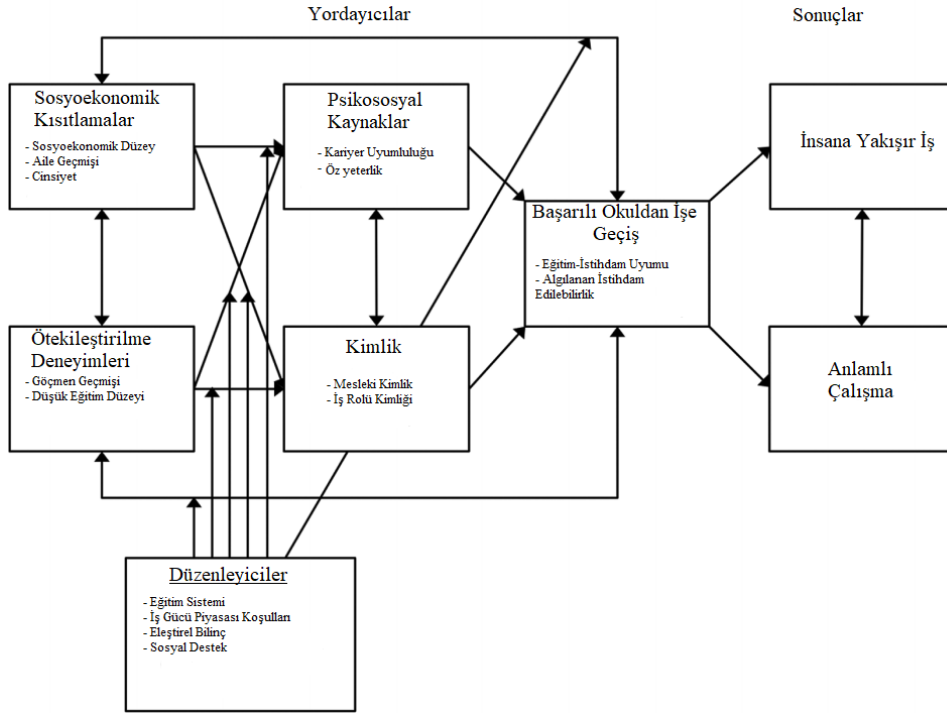 Yordayıcılar
Sonuçlar
Sosyoekonomik
Kısıtlamalar
- Sosyoekonomik Düzey
- Aile Geçmişi
- Cinsiyet
Psikososyal
Kaynaklar
- Kariyer Uyumluluğu
- Öz yeterlik
İnsana Yakışır İş
Başarılı Okuldan İşe
Geçiş
- Eğitim-İstihdam Uyumu
- Algılanan İstihdam
Edilebilirlik
Ötekileştirilme
Deneyimleri
- Göçmen Geçmişi
- Düşük Eğitim Düzeyi
Kimlik
- Mesleki Kimlik
- İş Rolü Kimliği
Anlamlı
Çalışma
Düzenleyiciler
- Eğitim Sistemi
- İş Gücü Piyasası Koşulları
- Eleştirel Bilinç
- Sosyal Destek